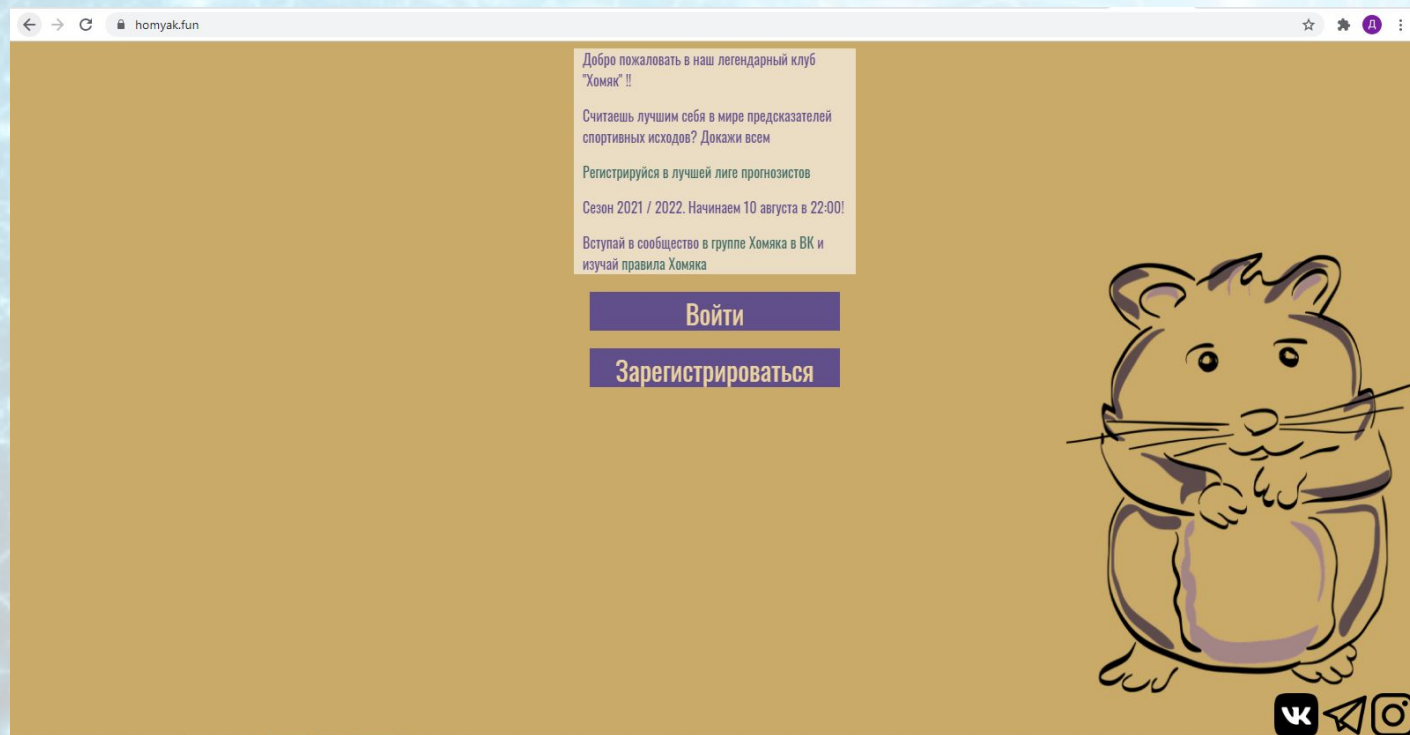 homyak.fun
Д
Добро пожаловать в наш легендарный клуб
"Хомяк" !!
Считаешь лучшим себя в мире предсказателей
спортивных исходов? Докажи всем
Регистрируйся в лучшей лиге прогнозистов
Сезон 2021 / 2022. Начинаем 10 августа в 22:00!
Вступай в сообщество в группе Хомяка в ВК и
изучай правила Хомяка
Войти
Зарегистрироваться